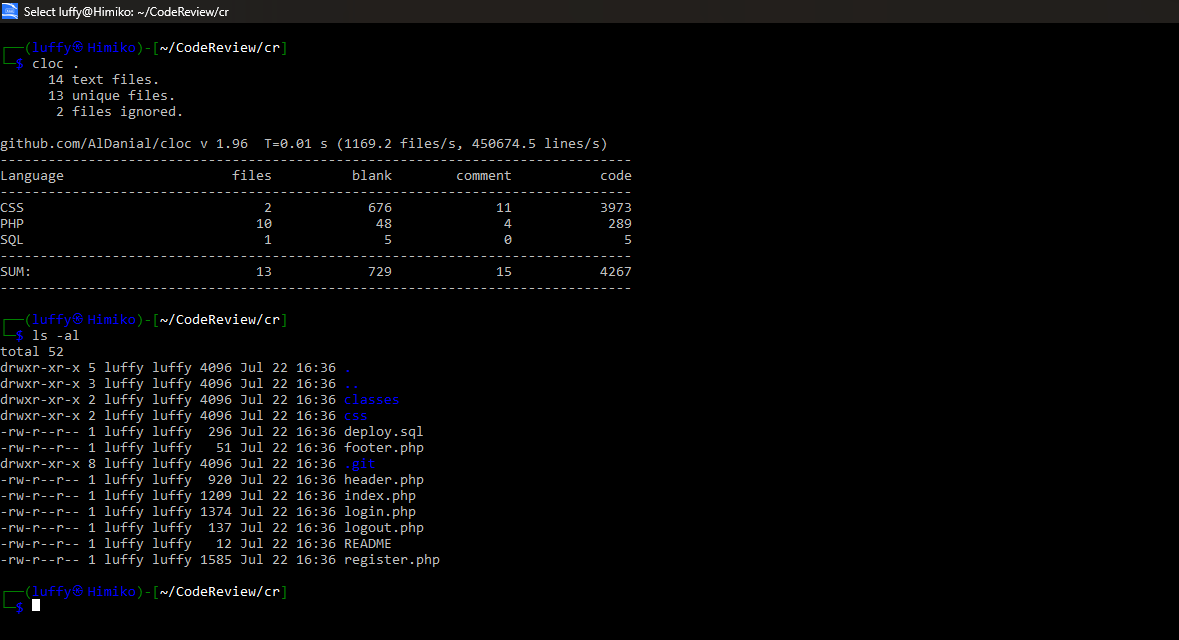 Select luffy@Himiko: ~/CodeReview/cr
┌──(luffy㉿Himiko)-[~/CodeReview/cr]
└─$ cloc .
      14 text files.
      13 unique files.
       2 files ignored.
github.com/AlDanial/cloc v 1.96  T=0.01 s (1169.2 files/s, 450674.5 lines/s)
-------------------------------------------------------------------------------
Language                     files          blank        comment           code
-------------------------------------------------------------------------------
CSS                              2            676             11           3973
PHP                             10             48              4            289
SQL                              1              5              0              5
-------------------------------------------------------------------------------
SUM:                            13            729             15           4267
-------------------------------------------------------------------------------
┌──(luffy㉿Himiko)-[~/CodeReview/cr]
└─$ ls -al
total 52
drwxr-xr-x 5 luffy luffy 4096 Jul 22 16:36 .
drwxr-xr-x 3 luffy luffy 4096 Jul 22 16:36 ..
drwxr-xr-x 2 luffy luffy 4096 Jul 22 16:36 classes
drwxr-xr-x 2 luffy luffy 4096 Jul 22 16:36 css
-rw-r--r-- 1 luffy luffy  296 Jul 22 16:36 deploy.sql
-rw-r--r-- 1 luffy luffy   51 Jul 22 16:36 footer.php
drwxr-xr-x 8 luffy luffy 4096 Jul 22 16:36 .git
-rw-r--r-- 1 luffy luffy  920 Jul 22 16:36 header.php
-rw-r--r-- 1 luffy luffy 1209 Jul 22 16:36 index.php
-rw-r--r-- 1 luffy luffy 1374 Jul 22 16:36 login.php
-rw-r--r-- 1 luffy luffy  137 Jul 22 16:36 logout.php
-rw-r--r-- 1 luffy luffy   12 Jul 22 16:36 README
-rw-r--r-- 1 luffy luffy 1585 Jul 22 16:36 register.php
┌──(luffy㉿Himiko)-[~/CodeReview/cr]
└─$